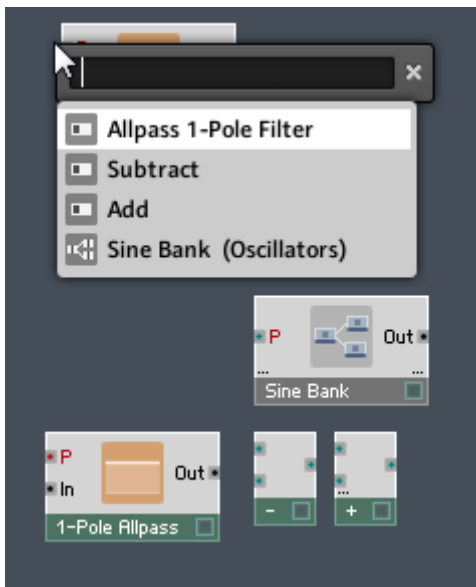 Allpass 1-Pole Filter
Subtract
Add
Sine Bank (Oscillators)
P Out
... ...
Sine Bank
P
In Out
1-Pole Allpass
-
...
+